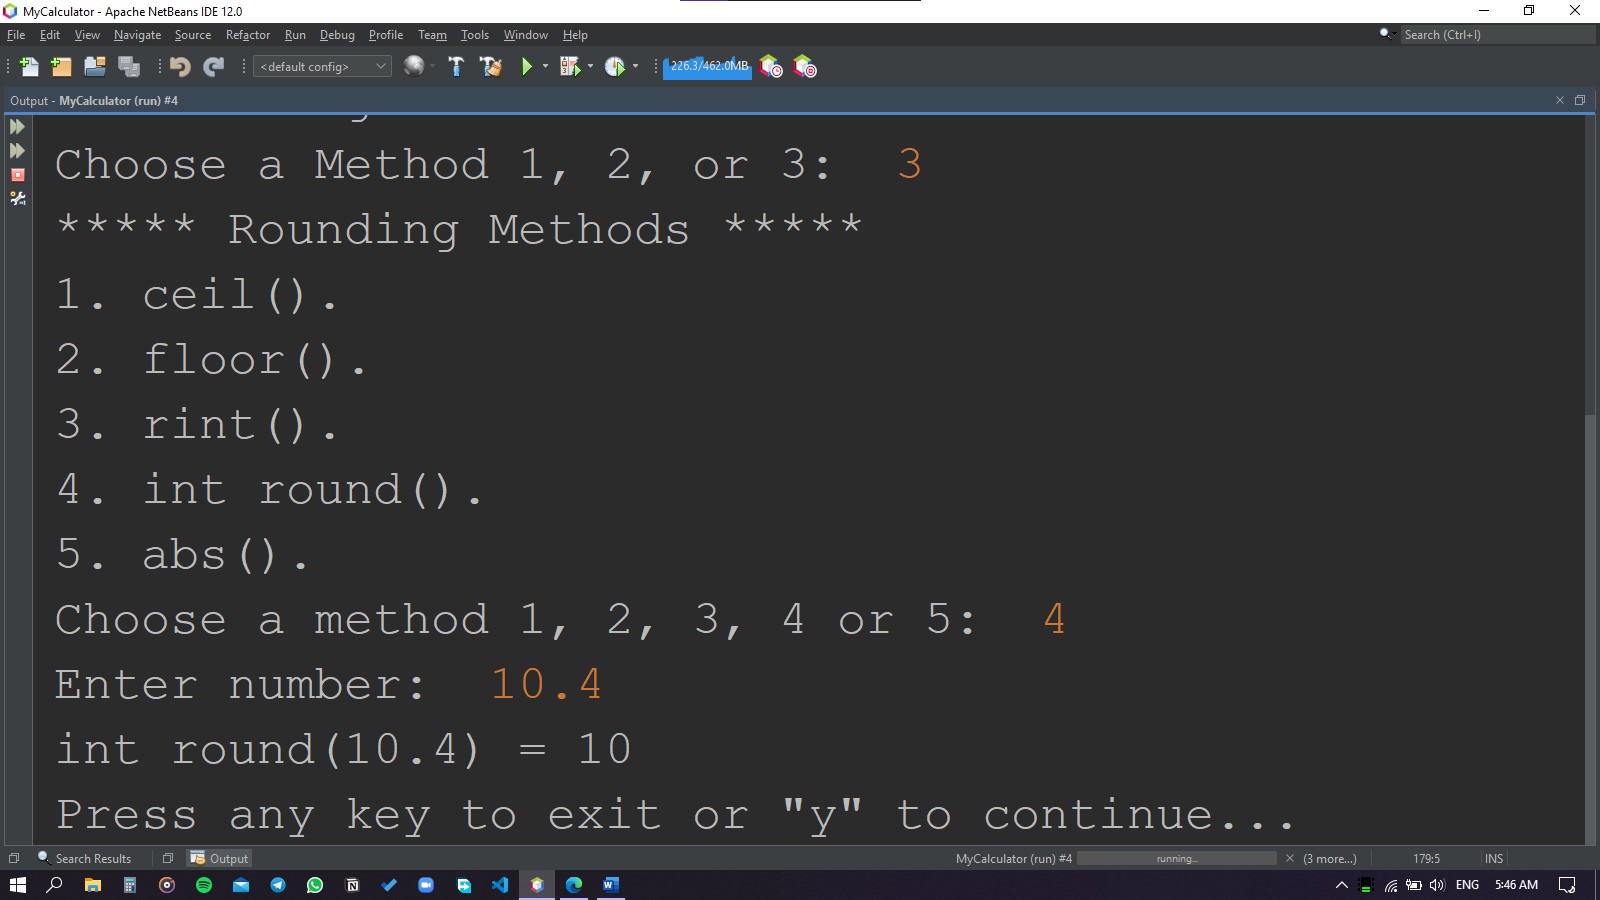 MyCalculator - Apache NetBeans IDE 12.0
File Edit View Navigate Source Refactor Run Debug Profile Team Tools Window Help
Search (Ctrl+I)
<default config>
226.3/462.0MB
Output - MyCalculator (run) #4
Choose a Method 1, 2, or 3:  3
***** Rounding Methods *****
1. ceil().
2. floor().
3. rint().
4. int round().
5. abs().
Choose a method 1, 2, 3, 4 or 5:  4
Enter number:  10.4
int round(10.4) = 10
Press any key to exit or "y" to continue...
Search Results
Output
MyCalculator (run) #4
running...
(3 more...)
179:5
INS
ENG
5:46 AM